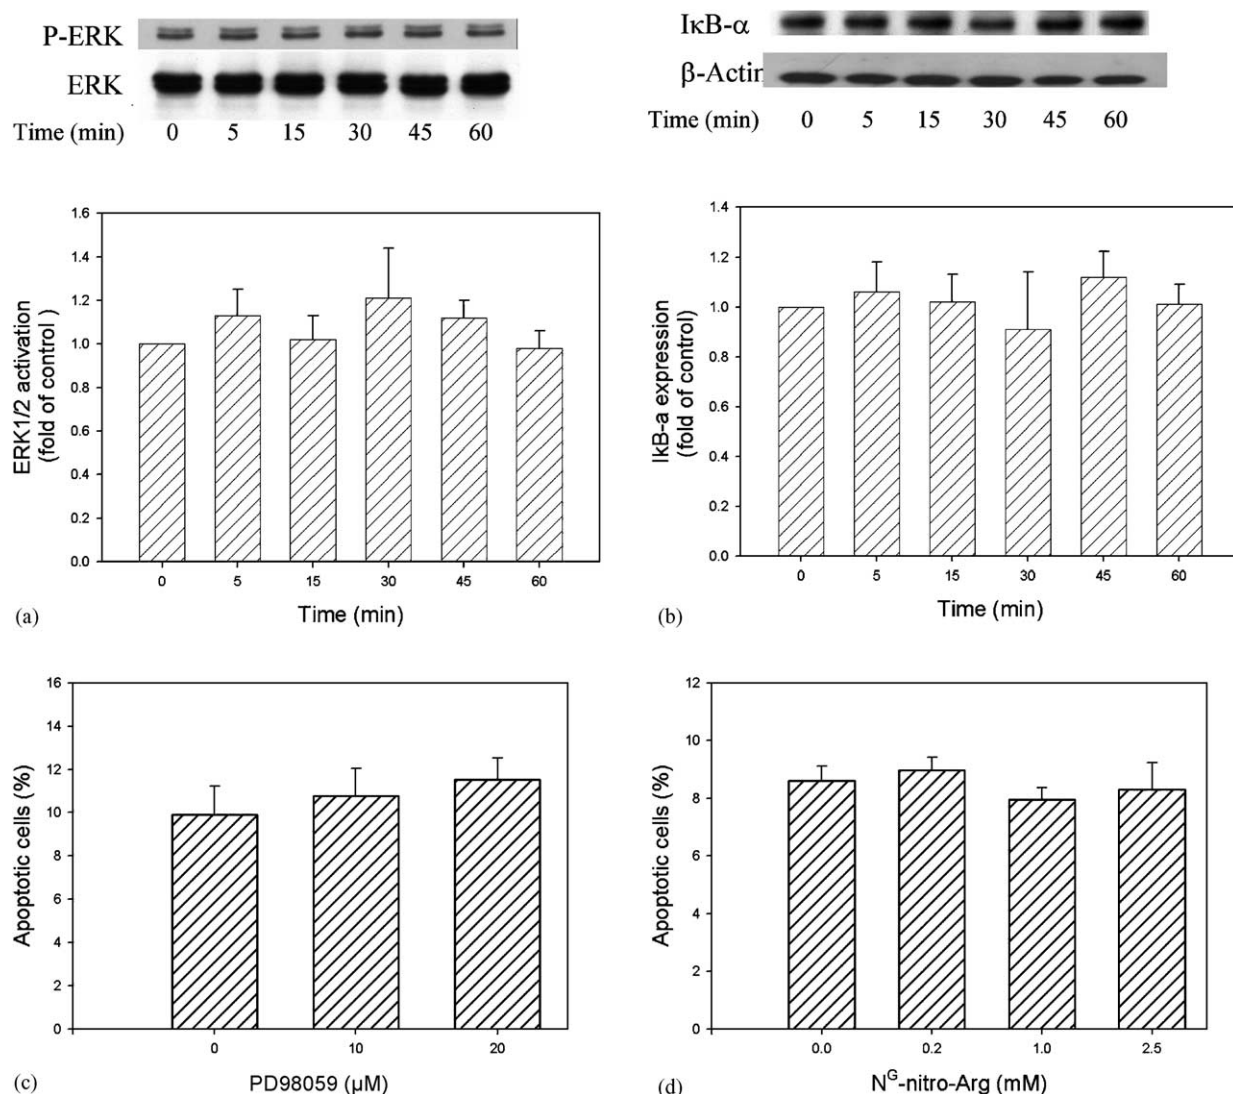 P-ERK
ERK
Time (min) 0 5 15 30 45 60
IκB-α
β-Actin
Time (min) 0 5 15 30 45 60
1.6
1.4
1.2
1.0
0.8
0.6
0.4
0.2
0.0
ERK1/2 activation
(fold of control )
0 5 15 30 45 60
Time (min)
(a)
1.4
1.2
1.0
0.8
0.6
0.4
0.2
0.0
IκB-a expression
(fold of control)
0 5 15 30 45 60
Time (min)
(b)
16
14
12
10
8
6
4
2
0
Apoptotic cells (%)
0 10 20
PD98059 (µM)
(c)
12
10
8
6
4
2
0
Apoptotic cells (%)
0.0 0.2 1.0 2.5
N^G-nitro-Arg (mM)
(d)